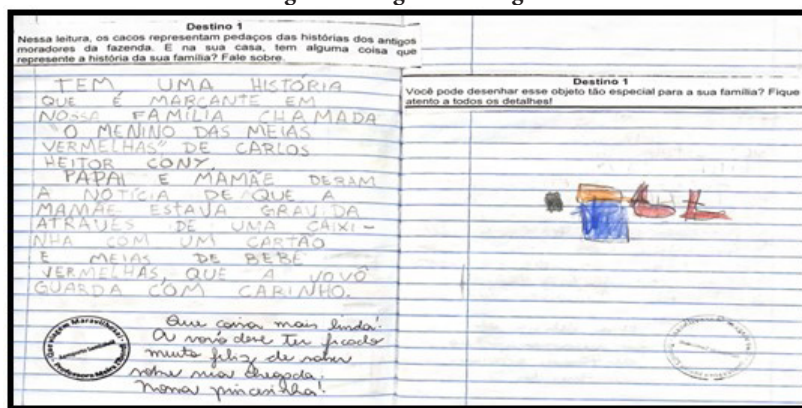 Destino 1
Nessa leitura, os cacos representam pedaços das histórias dos antigos
moradores da fazenda. E na sua casa, tem alguma coisa que
represente a história da sua família? Fale sobre.
TEM UMA HISTÓRIA
QUE É MARCANTE EM
NOSSA FAMÍLIA CHAMADA
"O MENINO DAS MEIAS
VERMELHAS" DE CARLOS
HEITOR CONY.
PAPAI E MAMÃE DERAM
A NOTÍCIA DE QUE A
MAMÃE ESTAVA GRAVIDA
ATRAVÉS DE UMA CAIXI-
NHA COM UM CARTÃO
E MEIAS DE BEBÊ
VERMELHAS, QUE A VOVÓ
GUARDA COM CARINHO.
Que coisa mais linda!
A vovó deve ter ficado
muito feliz de saber
sobre sua chegada,
nossa princesinha!
Destino 1
Você pode desenhar esse objeto tão especial para a sua família? Fique
atento a todos os detalhes!